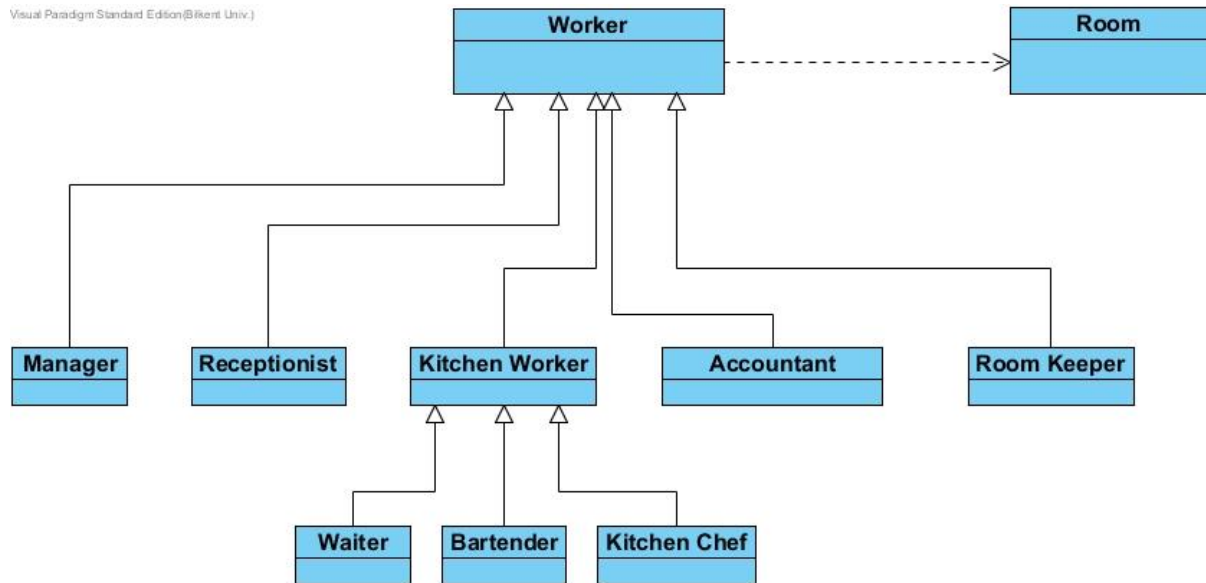 Visual Paradigm Standard Edition(Bilkent Univ.)
Worker
Room
Manager
Receptionist
Kitchen Worker
Accountant
Room Keeper
Waiter
Bartender
Kitchen Chef